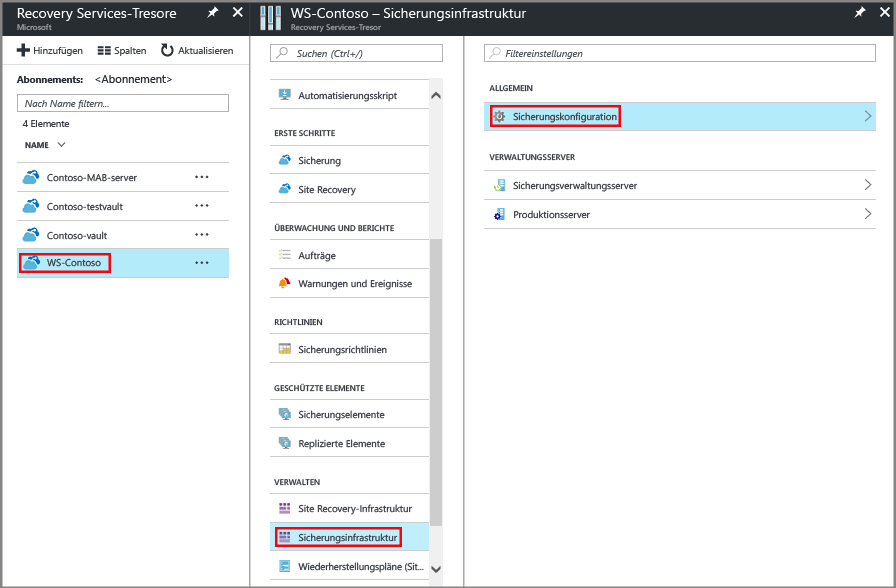 Recovery Services-Tresore
Microsoft
Hinzufügen Spalten Aktualisieren
Abonnements: <Abonnement>
Nach Name filtern...
4 Elemente
NAME
Contoso-MAB-server
Contoso-testvault
Contoso-vault
WS-Contoso
WS-Contoso – Sicherungsinfrastruktur
Recovery Services-Tresor
Suchen (Ctrl+/)
Automatisierungsskript
ERSTE SCHRITTE
Sicherung
Site Recovery
ÜBERWACHUNG UND BERICHTE
Aufträge
Warnungen und Ereignisse
RICHTLINIEN
Sicherungsrichtlinien
GESCHÜTZTE ELEMENTE
Sicherungselemente
Replizierte Elemente
VERWALTEN
Site Recovery-Infrastruktur
Sicherungsinfrastruktur
Wiederherstellungspläne (Sit...
Filtereinstellungen
ALLGEMEIN
Sicherungskonfiguration
VERWALTUNGSSERVER
Sicherungsverwaltungsserver
Produktionsserver